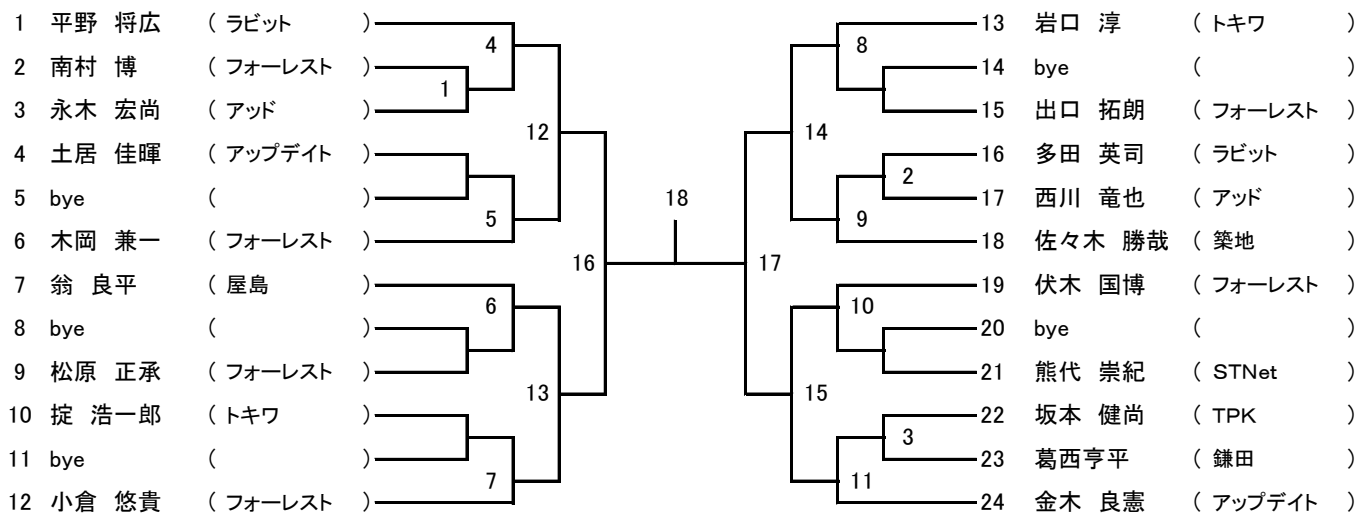 1 平野 将広 ( ラビット )
2 南村 博 ( フォーレスト )
3 永木 宏尚 ( アッド )
4 土居 佳暉 ( アップデイト )
5 bye ( )
6 木岡 兼一 ( フォーレスト )
7 翁 良平 ( 屋島 )
8 bye ( )
9 松原 正承 ( フォーレスト )
10 掟 浩一郎 ( トキワ )
11 bye ( )
12 小倉 悠貴 ( フォーレスト )
4
1
12
5
16
6
13
7
18
8
14
2
9
17
10
15
3
11
13 岩口 淳 ( トキワ )
14 bye ( )
15 出口 拓朗 ( フォーレスト )
16 多田 英司 ( ラビット )
17 西川 竜也 ( アッド )
18 佐々木 勝哉 ( 築地 )
19 伏木 国博 ( フォーレスト )
20 bye ( )
21 熊代 崇紀 ( STNet )
22 坂本 健尚 ( TPK )
23 葛西亨平 ( 鎌田 )
24 金木 良憲 ( アップデイト )